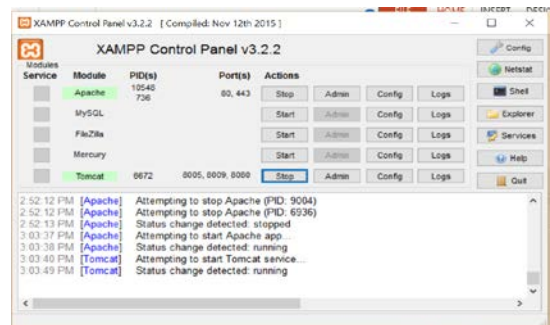 FILE HOME INSERT DESI
XAMPP Control Panel v3.2.2 [ Compiled: Nov 12th 2015 ]
XAMPP Control Panel v3.2.2
Config
Modules
Service Module PID(s) Port(s) Actions
Netstat
Apache 10548 736 80, 443 Stop Admin Config Logs
Shell
MySQL Start Admin Config Logs
Explorer
FileZilla Start Admin Config Logs
Services
Mercury Start Admin Config Logs
Help
Tomcat 6672 8005, 8009, 8080 Stop Admin Config Logs
Quit
2:52:12 PM [Apache] Attempting to stop Apache (PID: 9004)
2:52:12 PM [Apache] Attempting to stop Apache (PID: 6936)
2:52:13 PM [Apache] Status change detected: stopped
3:03:37 PM [Apache] Attempting to start Apache app...
3:03:38 PM [Apache] Status change detected: running
3:03:40 PM [Tomcat] Attempting to start Tomcat service...
3:03:49 PM [Tomcat] Status change detected: running